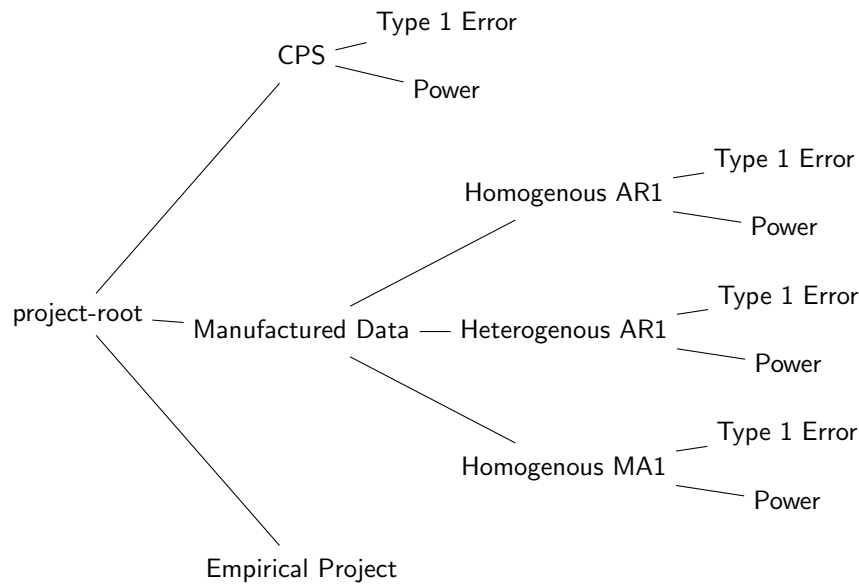 Type 1 Error
CPS
Power
Type 1 Error
Homogenous AR1
Power
Type 1 Error
project-root
Manufactured Data
Heterogenous AR1
Power
Type 1 Error
Homogenous MA1
Power
Empirical Project